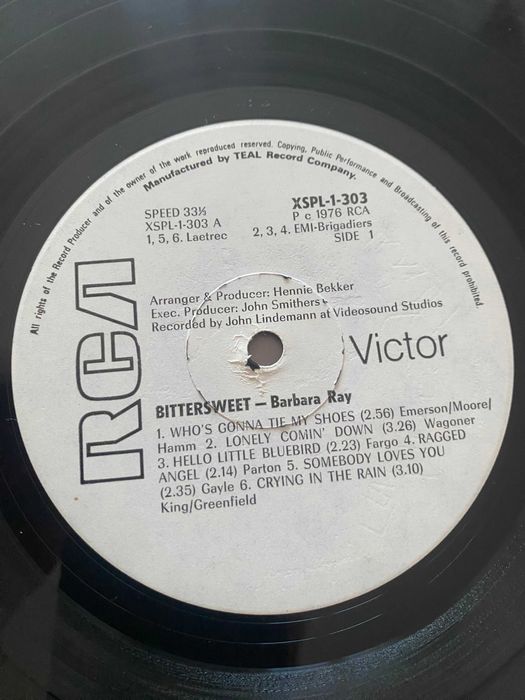 All rights of the Record Producer and of the owner of the work reproduced reserved. Copying, Public Performance and Broadcasting of this record prohibited.
Manufactured by TEAL Record Company.
SPEED 33⅓
XSPL-1-303 A
1, 5, 6. Laetrec
XSPL-1-303
P c 1976 RCA
2, 3, 4. EMI-Brigadiers
SIDE 1
Arranger & Producer: Hennie Bekker
Exec. Producer: John Smithers
Recorded by John Lindemann at Videosound Studios
RCA
Victor
BITTERSWEET – Barbara Ray
1. WHO'S GONNA TIE MY SHOES (2.56) Emerson/Moore/
Hamm 2. LONELY COMIN' DOWN (3.26) Wagoner
3. HELLO LITTLE BLUEBIRD (2.23) Fargo 4. RAGGED
ANGEL (2.14) Parton 5. SOMEBODY LOVES YOU
(2.35) Gayle 6. CRYING IN THE RAIN (3.10)
King/Greenfield